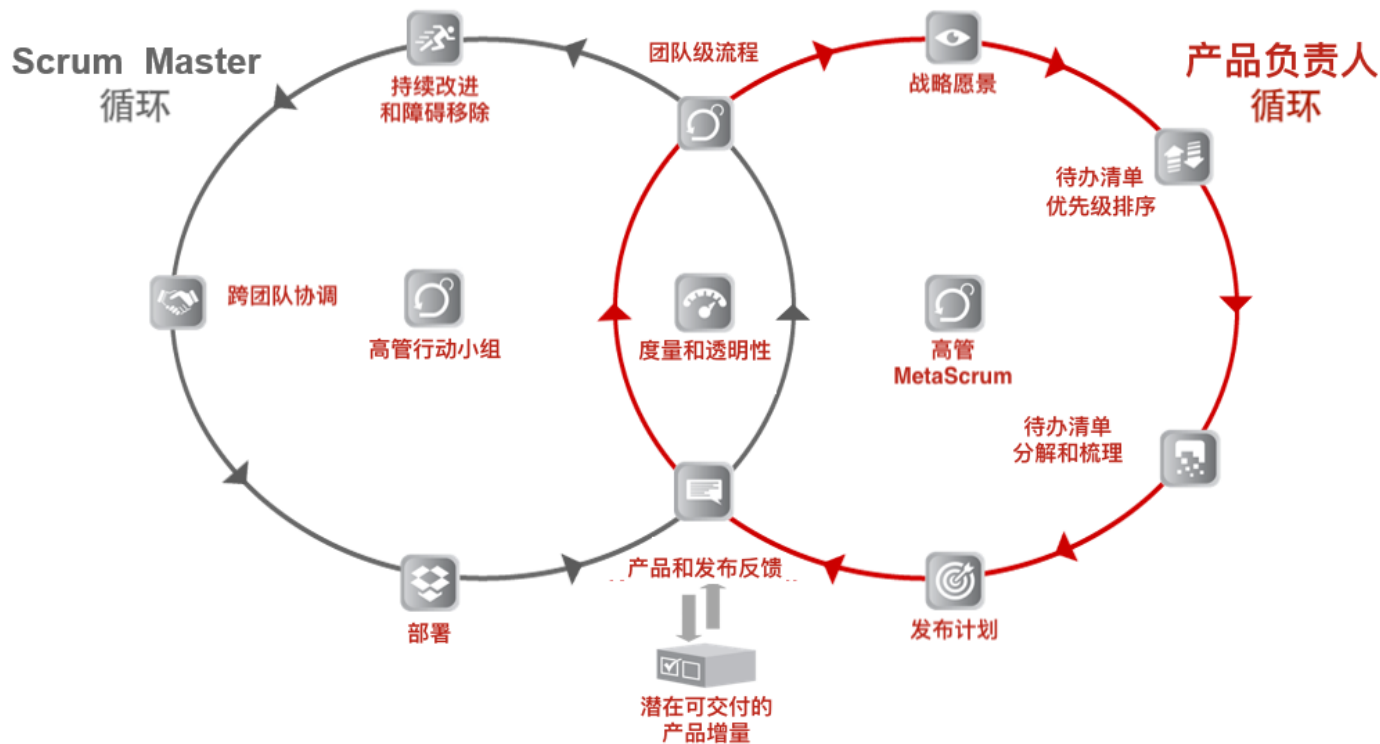 Scrum Master
循环
持续改进
和障碍移除
团队级流程
战略愿景
产品负责人
循环
待办清单
优先级排序
跨团队协调
高管行动小组
度量和透明性
高管
MetaScrum
待办清单
分解和梳理
部署
产品和发布反馈
发布计划
潜在可交付的
产品增量